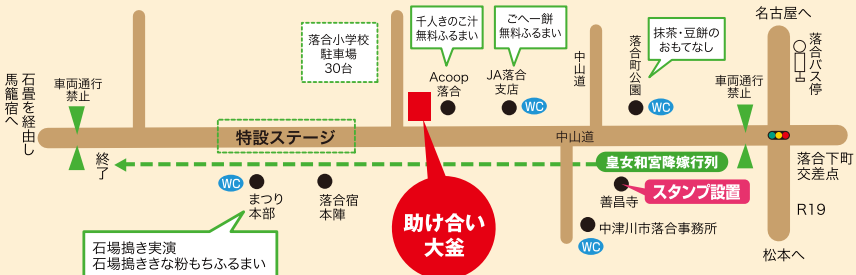 石畳を経由し
馬籠宿へ
車両通行
禁止
落合小学校
駐車場
30台
千人きのこ汁
無料ふるまい
Acoop
落合
ごへー餅
無料ふるまい
JA落合
支店
WC
中山道
落合町公園
WC
抹茶・豆餅の
おもてなし
車両通行
禁止
名古屋へ
落合バス停
特設ステージ
中山道
終了
皇女和宮降嫁行列
落合下町
交差点
WC
まつり
本部
落合宿
本陣
助け合い
大釜
善昌寺
スタンプ設置
中津川市落合事務所
WC
R19
松本へ
石場搗き実演
石場搗ききな粉もちふるまい